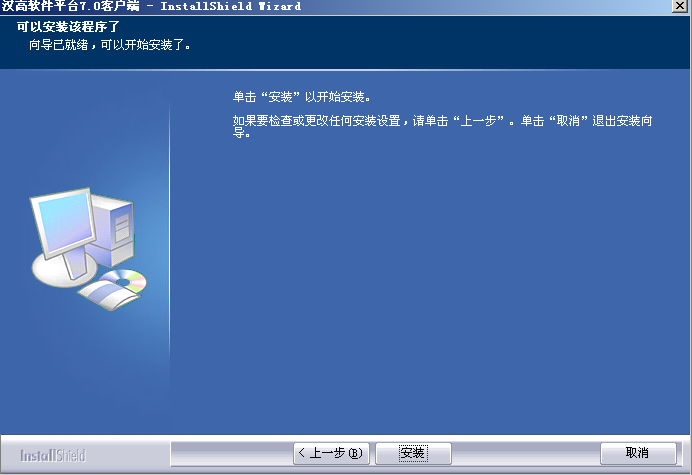 汉高软件平台7.0客户端 - InstallShield Wizard
可以安装该程序了
向导已就绪，可以开始安装了。
单击“安装”以开始安装。
如果要检查或更改任何安装设置，请单击“上一步”。单击“取消”退出安装向
导。
InstallShield
< 上一步(B)
安装
取消